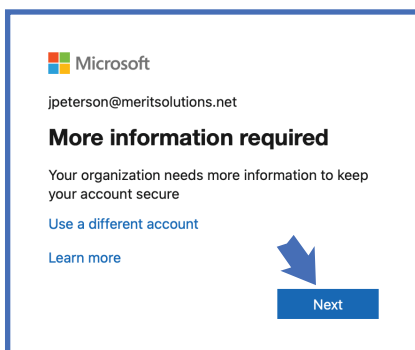 Microsoft
jpeterson@meritsolutions.net
More information required
Your organization needs more information to keep
your account secure
Use a different account
Learn more
Next